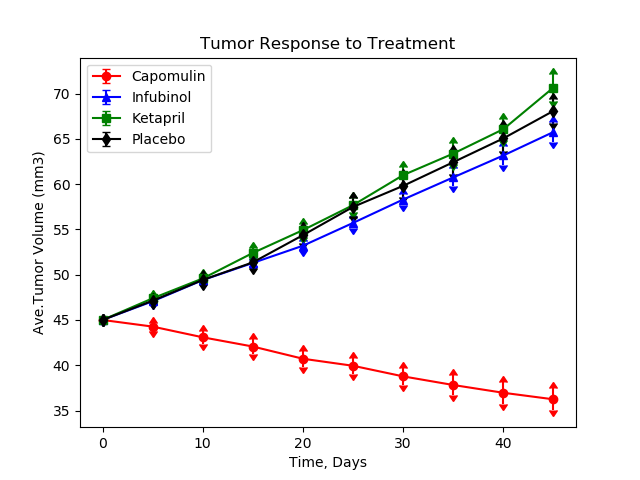 Tumor Response to Treatment
Capomulin
Infubinol
Ketapril
Placebo
70
65
60
55
50
45
40
35
Ave.Tumor Volume (mm3)
0 10 20 30 40
Time, Days